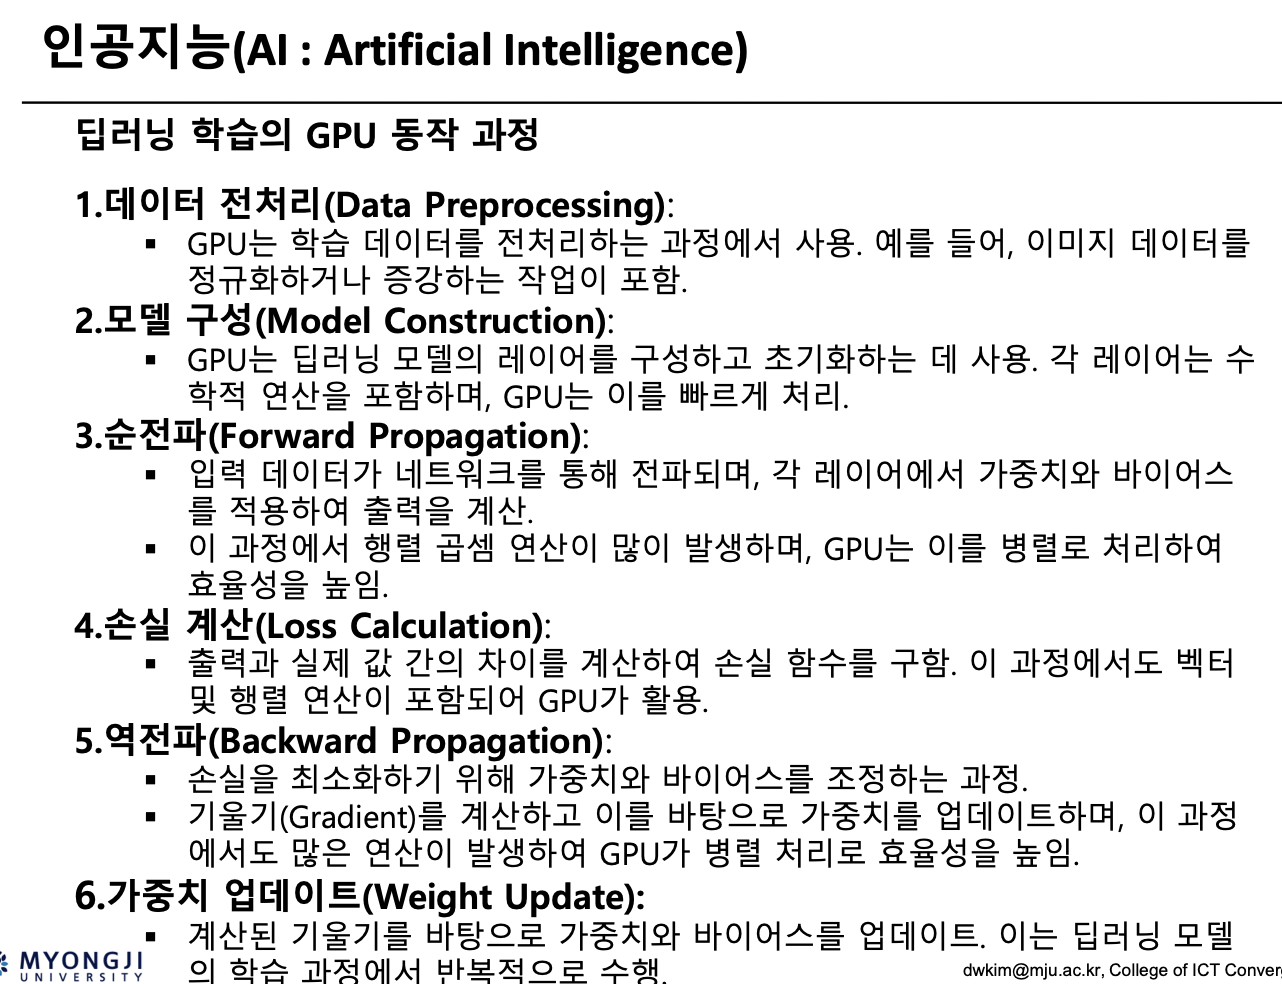 인공지능(AI : Artificial Intelligence)
딥러닝 학습의 GPU 동작 과정
1.데이터 전처리(Data Preprocessing):
▪ GPU는 학습 데이터를 전처리하는 과정에서 사용. 예를 들어, 이미지 데이터를
정규화하거나 증강하는 작업이 포함.
2.모델 구성(Model Construction):
▪ GPU는 딥러닝 모델의 레이어를 구성하고 초기화하는 데 사용. 각 레이어는 수
학적 연산을 포함하며, GPU는 이를 빠르게 처리.
3.순전파(Forward Propagation):
▪ 입력 데이터가 네트워크를 통해 전파되며, 각 레이어에서 가중치와 바이어스
를 적용하여 출력을 계산.
▪ 이 과정에서 행렬 곱셈 연산이 많이 발생하며, GPU는 이를 병렬로 처리하여
효율성을 높임.
4.손실 계산(Loss Calculation):
▪ 출력과 실제 값 간의 차이를 계산하여 손실 함수를 구함. 이 과정에서도 벡터
및 행렬 연산이 포함되어 GPU가 활용.
5.역전파(Backward Propagation):
▪ 손실을 최소화하기 위해 가중치와 바이어스를 조정하는 과정.
▪ 기울기(Gradient)를 계산하고 이를 바탕으로 가중치를 업데이트하며, 이 과정
에서도 많은 연산이 발생하여 GPU가 병렬 처리로 효율성을 높임.
6.가중치 업데이트(Weight Update):
▪ 계산된 기울기를 바탕으로 가중치와 바이어스를 업데이트. 이는 딥러닝 모델
의 학습 과정에서 반복적으로 수행.
MYONGJI
UNIVERSITY
dwkim@mju.ac.kr, College of ICT